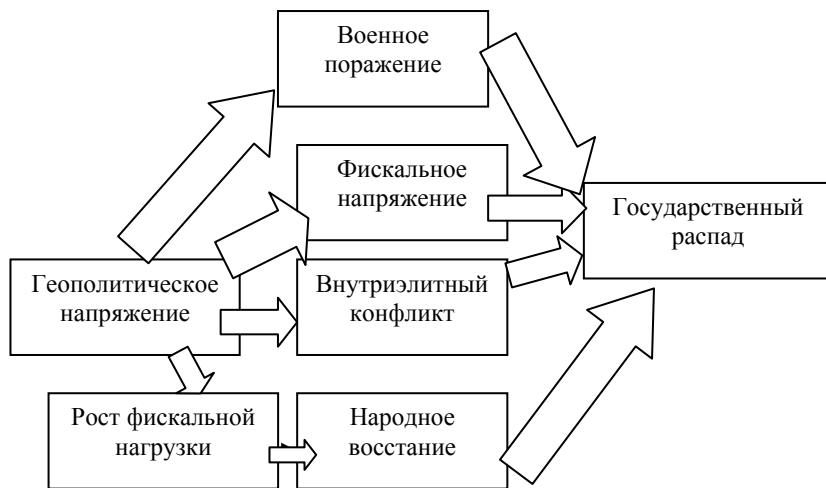 Военное
поражение
Фискальное
напряжение
Государственный
распад
Геополитическое
напряжение
Внутриэлитный
конфликт
Рост фискальной
нагрузки
Народное
восстание